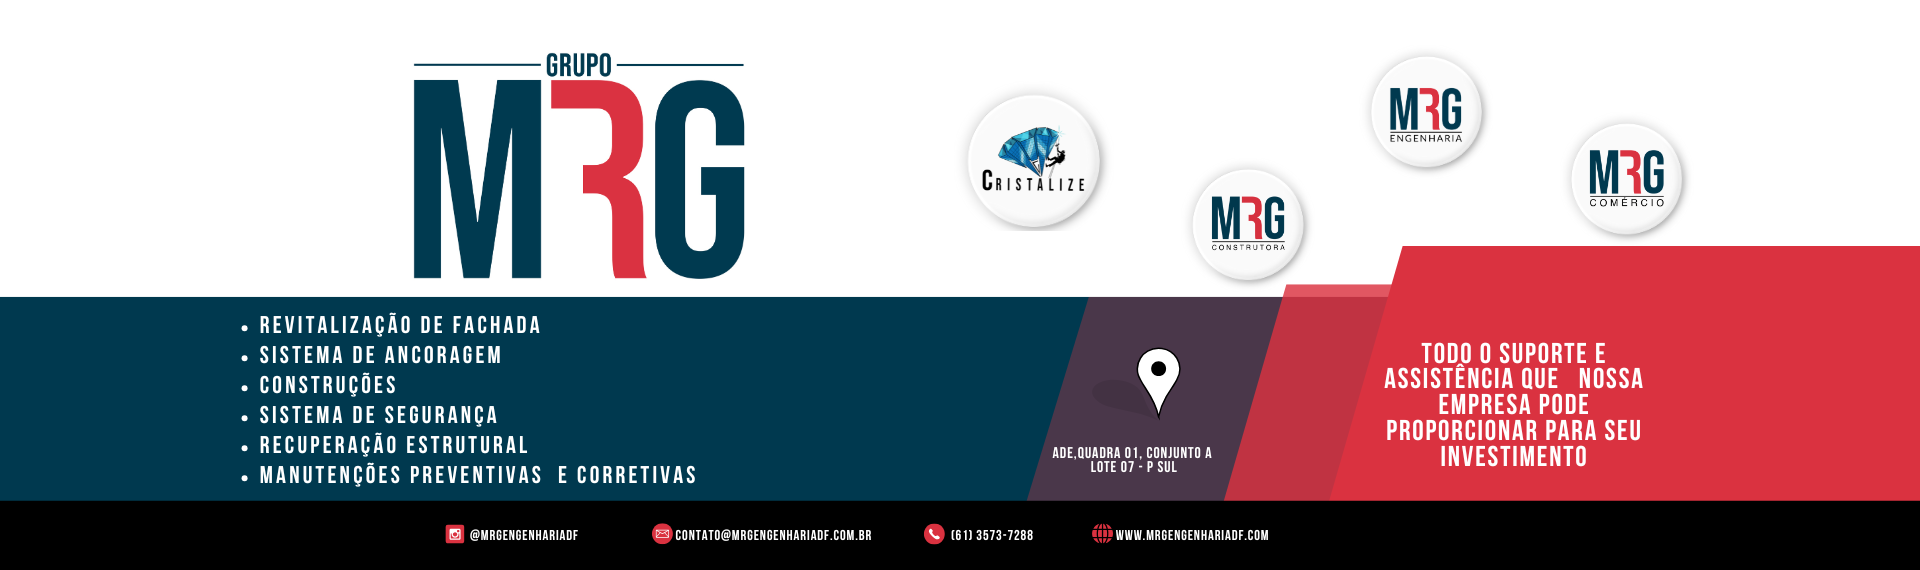 GRUPO
MRG
CRISTALIZE
MRG
CONSTRUTORA
MRG
ENGENHARIA
MRG
COMÉRCIO
• REVITALIZAÇÃO DE FACHADA
• SISTEMA DE ANCORAGEM
• CONSTRUÇÕES
• SISTEMA DE SEGURANÇA
• RECUPERAÇÃO ESTRUTURAL
• MANUTENÇÕES PREVENTIVAS E CORRETIVAS
ADE,QUADRA 01, CONJUNTO A
LOTE 07 - P SUL
TODO O SUPORTE E
ASSISTÊNCIA QUE NOSSA
EMPRESA PODE
PROPORCIONAR PARA SEU
INVESTIMENTO
@MRGENGENHARIADF
CONTATO@MRGENGENHARIADF.COM.BR
(61) 3573-7288
WWW.MRGENGENHARIADF.COM